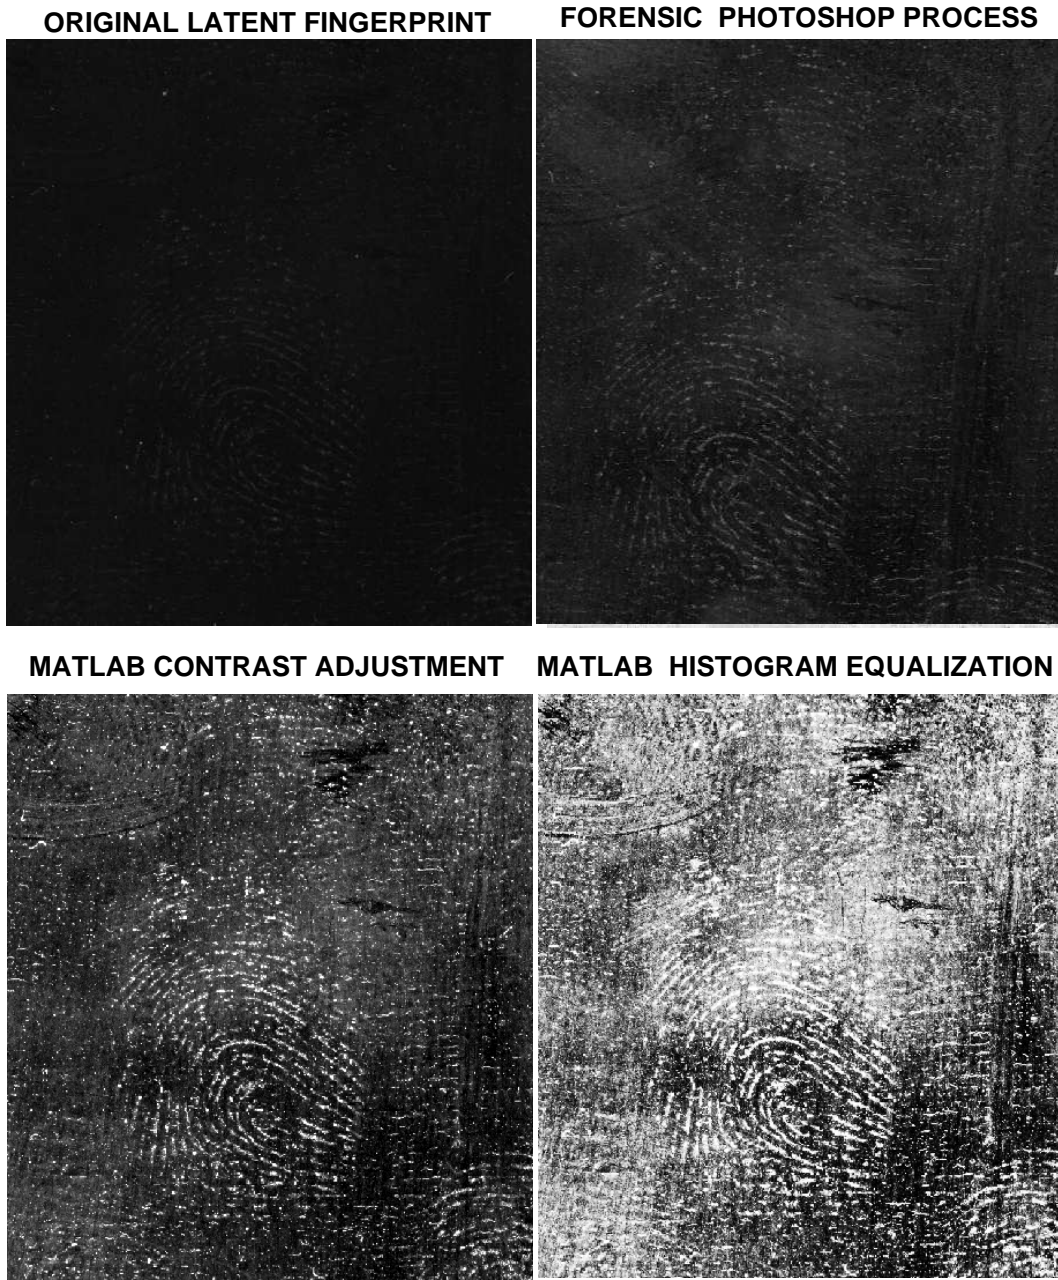 ORIGINAL LATENT FINGERPRINT
FORENSIC PHOTOSHOP PROCESS
MATLAB CONTRAST ADJUSTMENT
MATLAB HISTOGRAM EQUALIZATION